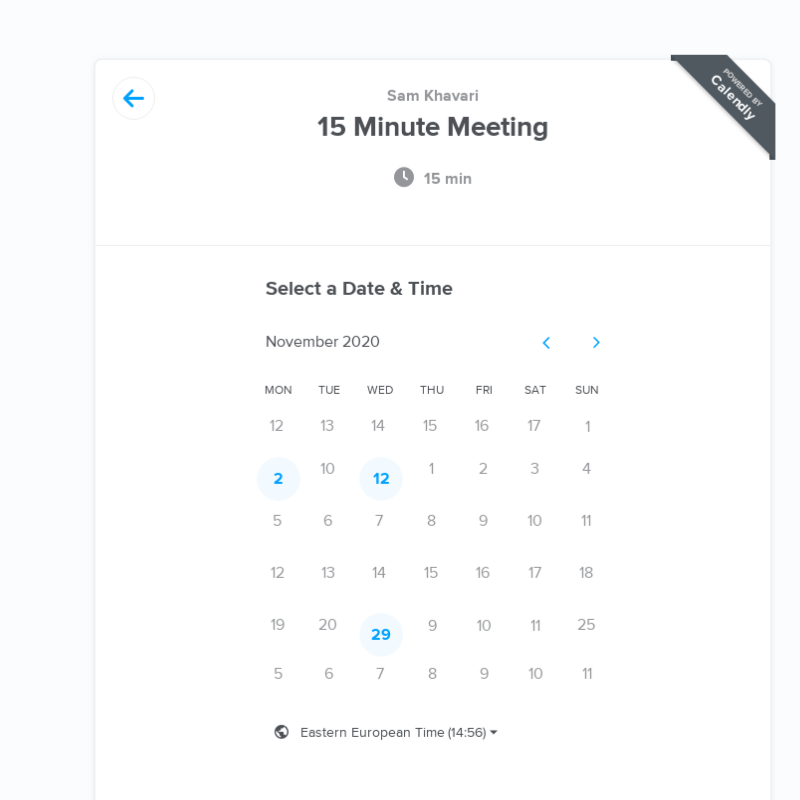 POWERED BY
Calendly
Sam Khavari
15 Minute Meeting
15 min
Select a Date & Time
November 2020
MON TUE WED THU FRI SAT SUN
12 13 14 15 16 17 1
2 10 12 1 2 3 4
5 6 7 8 9 10 11
12 13 14 15 16 17 18
19 20 29 9 10 11 25
5 6 7 8 9 10 11
Eastern European Time (14:56)